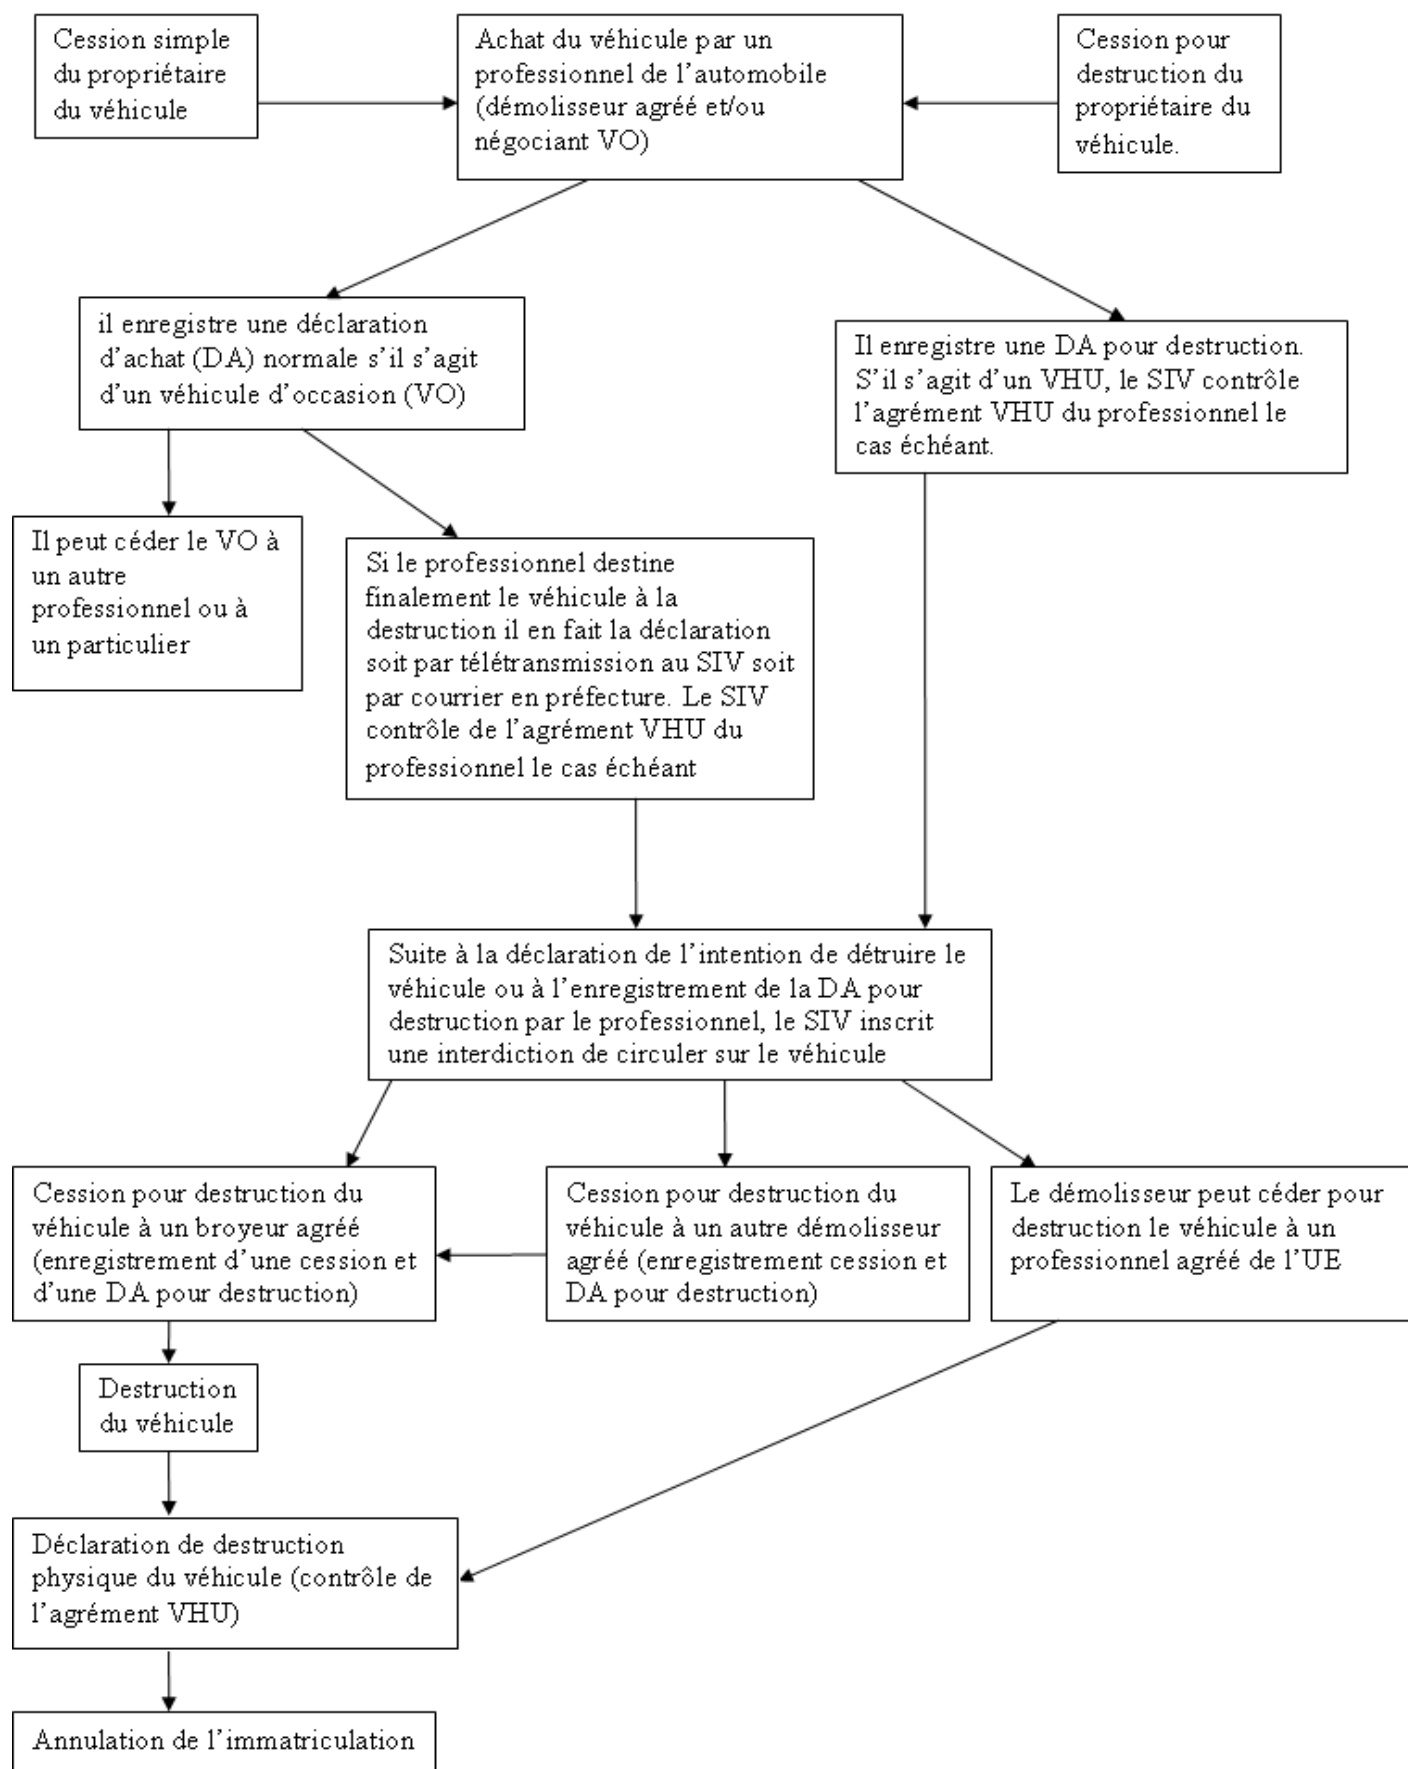 Cession simple
du propriétaire
du véhicule
Achat du véhicule par un
professionnel de l'automobile
(démolisseur agréé et/ou
négociant VO)
Cession pour
destruction du
propriétaire du
véhicule.
il enregistre une déclaration
d'achat (DA) normale s'il s'agit
d'un véhicule d'occasion (VO)
Il enregistre une DA pour destruction.
S'il s'agit d'un VHU, le SIV contrôle
l'agrément VHU du professionnel le
cas échéant.
Il peut céder le VO à
un autre
professionnel ou à
un particulier
Si le professionnel destine
finalement le véhicule à la
destruction il en fait la déclaration
soit par télétransmission au SIV soit
par courrier en préfecture. Le SIV
contrôle de l'agrément VHU du
professionnel le cas échéant
Suite à la déclaration de l'intention de détruire le
véhicule ou à l'enregistrement de la DA pour
destruction par le professionnel, le SIV inscrit
une interdiction de circuler sur le véhicule
Cession pour destruction du
véhicule à un broyeur agréé
(enregistrement d'une cession et
d'une DA pour destruction)
Cession pour destruction du
véhicule à un autre démolisseur
agréé (enregistrement cession et
DA pour destruction)
Le démolisseur peut céder pour
destruction le véhicule à un
professionnel agréé de l'UE
Destruction
du véhicule
Déclaration de destruction
physique du véhicule (contrôle de
l'agrément VHU)
Annulation de l'immatriculation